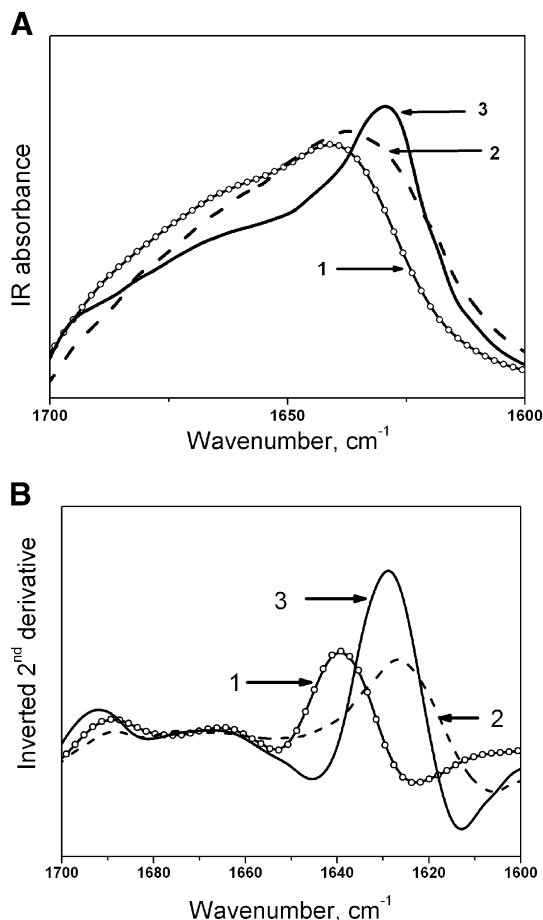 A
IR absorbance
3
2
1
1700 1650 1600
Wavenumber, cm-1
B
Inverted 2nd derivative
3
1
2
1700 1680 1660 1640 1620 1600
Wavenumber, cm-1